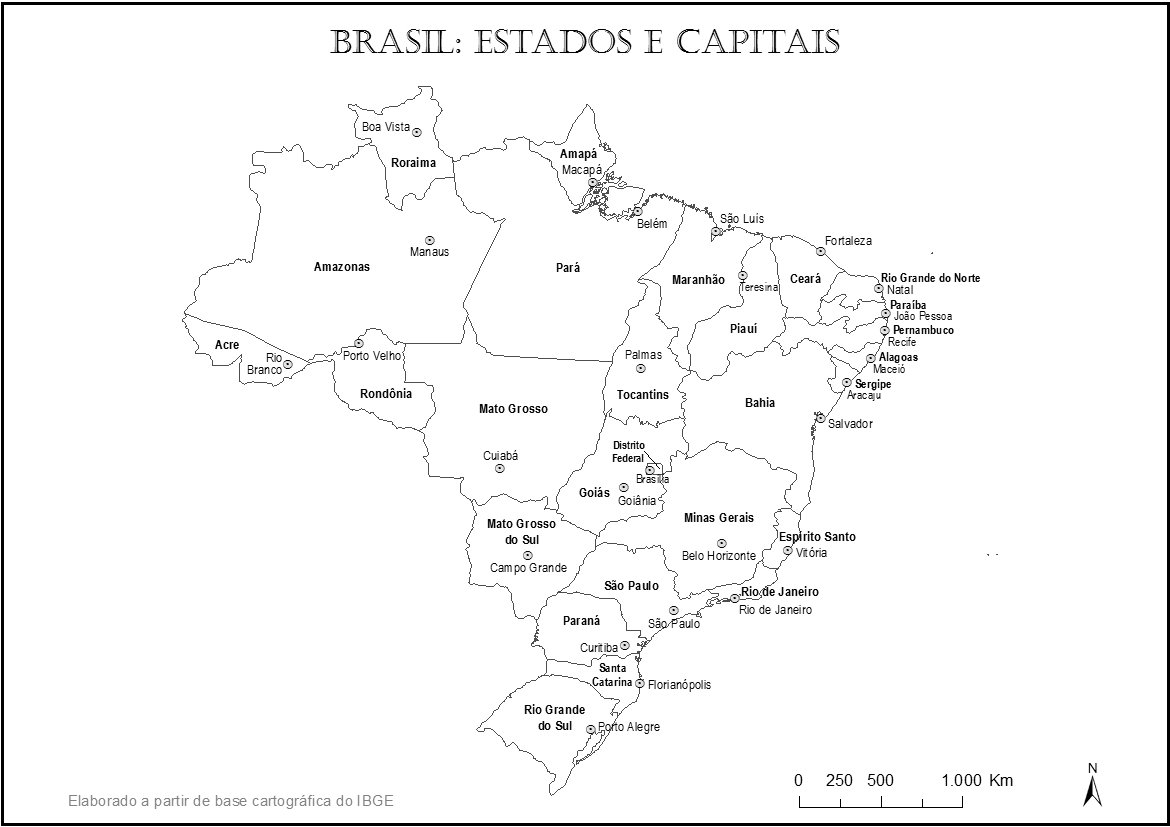 BRASIL: ESTADOS E CAPITAIS
Boa Vista
Roraima
Amapá
Macapá
Belém
São Luís
Fortaleza
Manaus
Amazonas
Pará
Maranhão
Teresina
Ceará
Rio Grande do Norte
Natal
Paraíba
João Pessoa
Piauí
Pernambuco
Recife
Acre
Rio
Branco
Porto Velho
Rondônia
Palmas
Tocantins
Alagoas
Maceió
Sergipe
Aracaju
Mato Grosso
Bahia
Salvador
Cuiabá
Distrito
Federal
Brasília
Goiás
Goiânia
Mato Grosso
do Sul
Campo Grande
Minas Gerais
Belo Horizonte
Espírito Santo
Vitória
São Paulo
São Paulo
Rio de Janeiro
Rio de Janeiro
Paraná
Curitiba
Santa
Catarina
Florianópolis
Rio Grande
do Sul
Porto Alegre
Elaborado a partir de base cartográfica do IBGE
0 250 500 1.000 Km
N